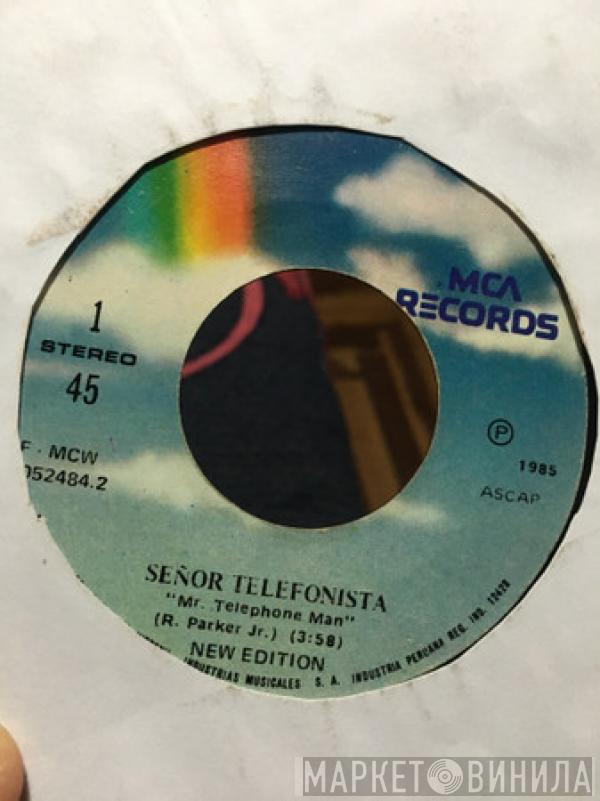 MCA
RECORDS
1
STEREO
45
F - MCW
052484.2
P
1985
ASCAP
SEÑOR TELEFONISTA
"Mr. Telephone Man"
(R. Parker Jr.) (3:58)
NEW EDITION
INDUSTRIAS MUSICALES S. A. INDUSTRIA PERUANA REG. IND. 12428
МАРКЕТ ВИНИЛА